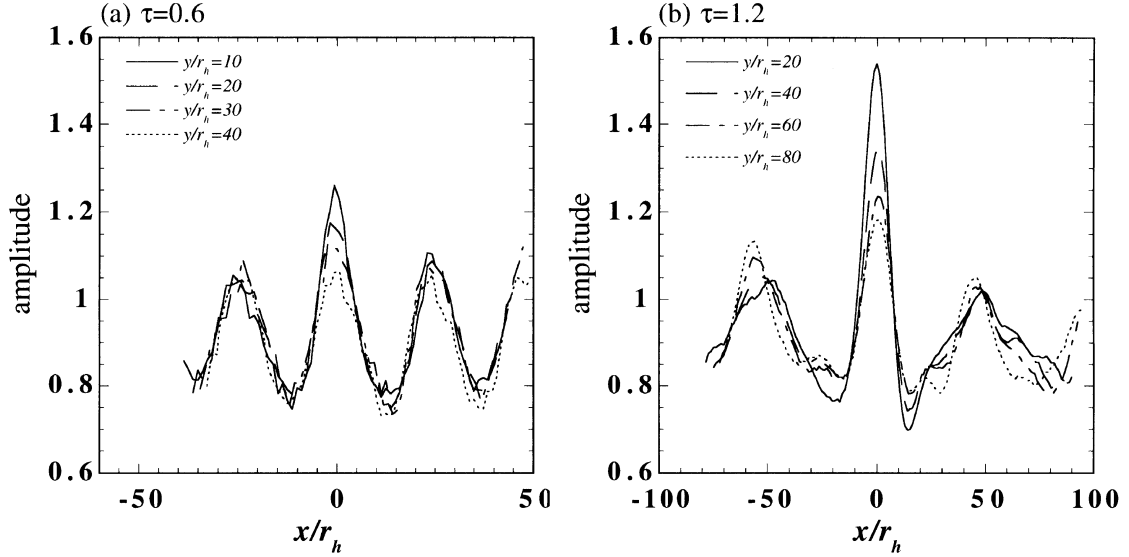 (a) τ=0.6
1.6
1.4
1.2
1
0.8
0.6
amplitude
y/r_h=10
y/r_h=20
y/r_h=30
y/r_h=40
-50
0
50
x/r_h
(b) τ=1.2
1.6
1.4
1.2
1
0.8
0.6
amplitude
y/r_h=20
y/r_h=40
y/r_h=60
y/r_h=80
-100
-50
0
50
100
x/r_h